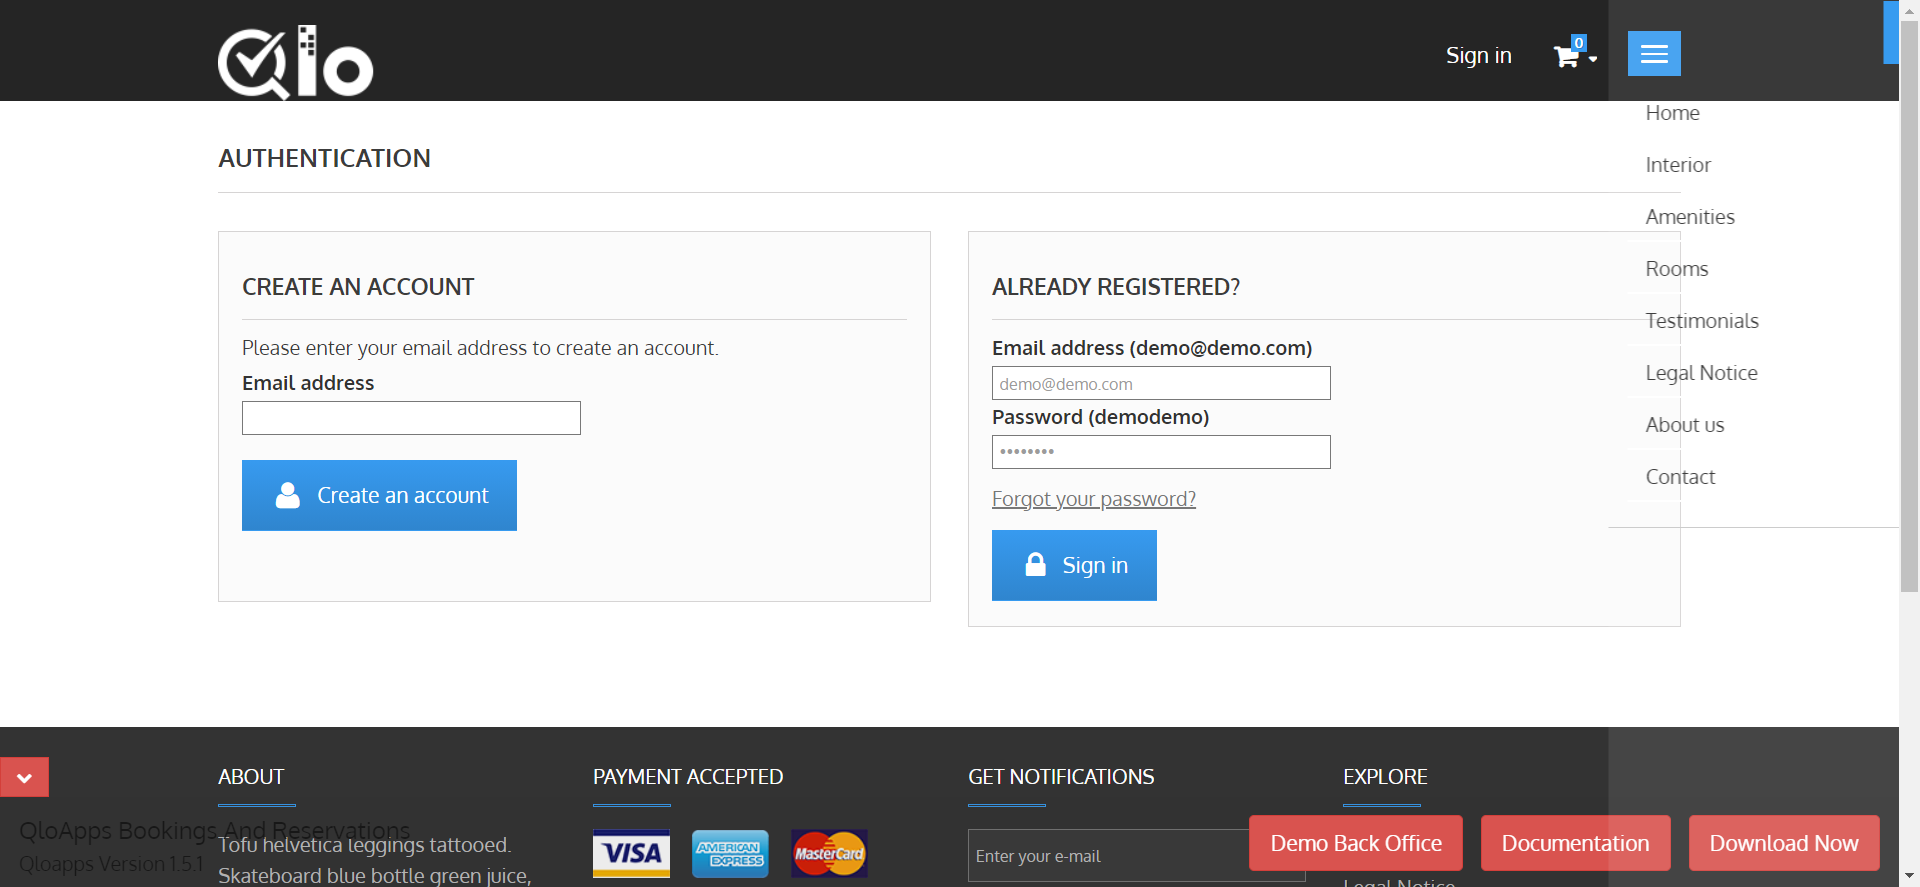 Qlo
Sign in
0
Home
Interior
Amenities
Rooms
Testimonials
Legal Notice
About us
Contact
AUTHENTICATION
CREATE AN ACCOUNT
Please enter your email address to create an account.
Email address
Create an account
ALREADY REGISTERED?
Email address (demo@demo.com)
demo@demo.com
Password (demodemo)
••••••••
Forgot your password?
Sign in
ABOUT
Tofu helvetica leggings tattooed.
Skateboard blue bottle green juice,
PAYMENT ACCEPTED
VISA
AMERICAN EXPRESS
MasterCard
GET NOTIFICATIONS
Enter your e-mail
EXPLORE
Legal Notice
QloApps Bookings And Reservations
Qloapps Version 1.5.1
Demo Back Office
Documentation
Download Now